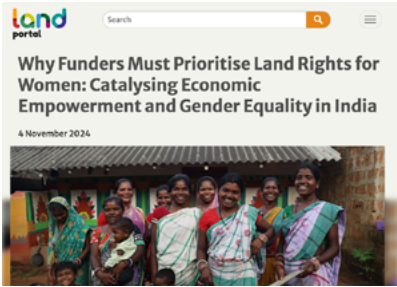 land
portal
Search
Why Funders Must Prioritise Land Rights for
Women: Catalysing Economic
Empowerment and Gender Equality in India
4 November 2024